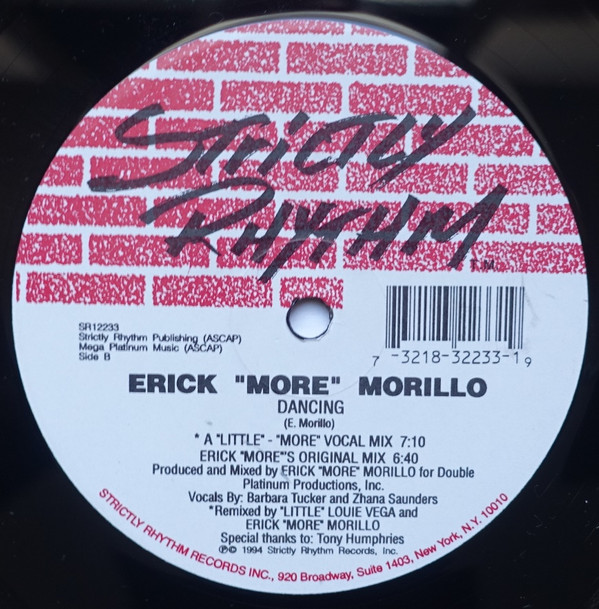 STRICTLY
RHYTHM
T.M.
SR12233
Strictly Rhythm Publishing (ASCAP)
Mega Platinum Music (ASCAP)
Side B
7 -3218-32233-1 9
ERICK "MORE" MORILLO
DANCING
(E. Morillo)
* A "LITTLE" - "MORE" VOCAL MIX 7:10
ERICK "MORE"'S ORIGINAL MIX 6:40
Produced and Mixed by ERICK "MORE" MORILLO for Double
Platinum Productions, Inc.
Vocals By: Barbara Tucker and Zhana Saunders
*Remixed by "LITTLE" LOUIE VEGA and
ERICK "MORE" MORILLO
Special thanks to: Tony Humphries
℗© 1994 Strictly Rhythm Records, Inc.
STRICTLY RHYTHM RECORDS INC., 920 Broadway, Suite 1403, New York, N.Y. 10010